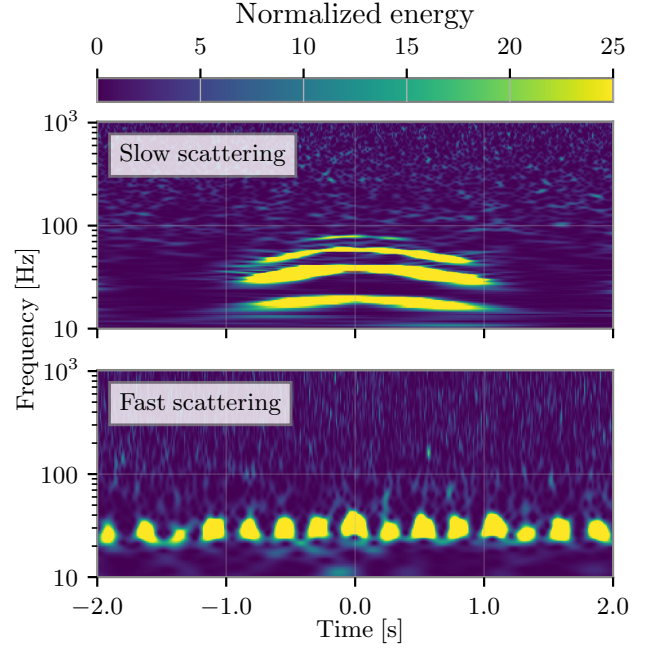 Normalized energy
0 5 10 15 20 25
10³
Slow scattering
100
10
Frequency [Hz]
10³
Fast scattering
100
10
−2.0 −1.0 0.0 1.0 2.0
Time [s]